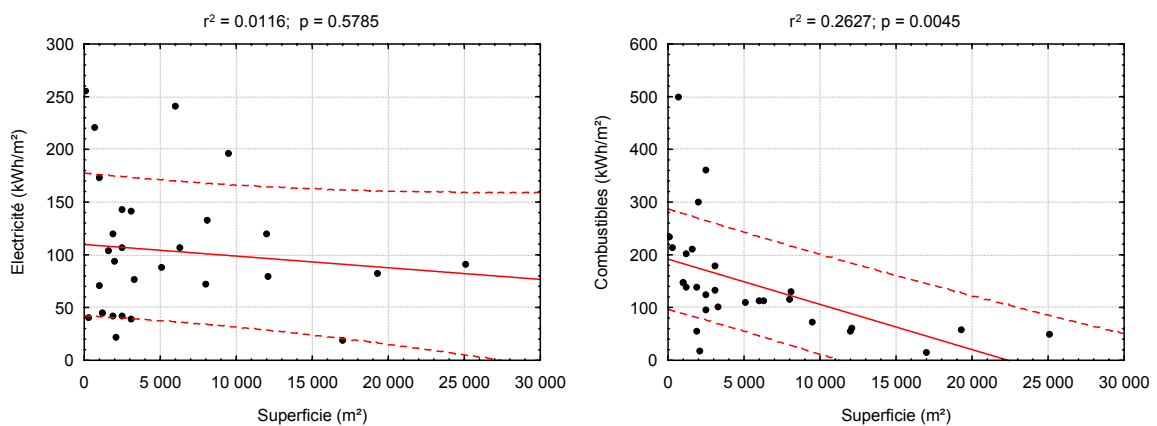 r² = 0.0116; p = 0.5785
300
250
200
150
100
50
0
Electricité (kWh/m²)
0 5 000 10 000 15 000 20 000 25 000 30 000
Superficie (m²)
r² = 0.2627; p = 0.0045
600
500
400
300
200
100
0
Combustibles (kWh/m²)
0 5 000 10 000 15 000 20 000 25 000 30 000
Superficie (m²)